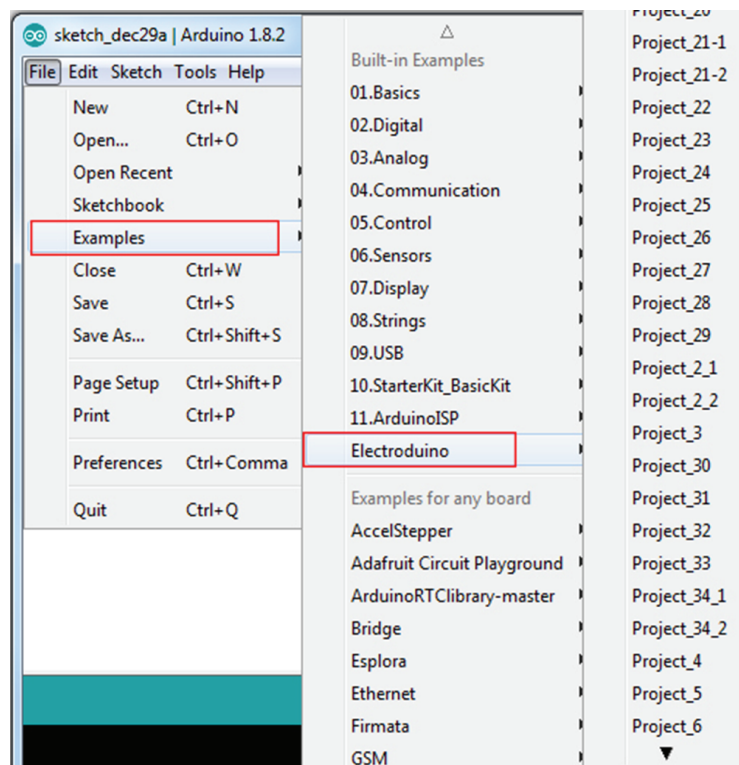 sketch_dec29a | Arduino 1.8.2
File Edit Sketch Tools Help
New Ctrl+N
Open... Ctrl+O
Open Recent
Sketchbook
Examples
Close Ctrl+W
Save Ctrl+S
Save As... Ctrl+Shift+S
Page Setup Ctrl+Shift+P
Print Ctrl+P
Preferences Ctrl+Comma
Quit Ctrl+Q
Built-in Examples
01.Basics
02.Digital
03.Analog
04.Communication
05.Control
06.Sensors
07.Display
08.Strings
09.USB
10.StarterKit_BasicKit
11.ArduinoISP
Electroduino
Examples for any board
AccelStepper
Adafruit Circuit Playground
ArduinoRTClibrary-master
Bridge
Esplora
Ethernet
Firmata
GSM
Project_20
Project_21-1
Project_21-2
Project_22
Project_23
Project_24
Project_25
Project_26
Project_27
Project_28
Project_29
Project_2_1
Project_2_2
Project_3
Project_30
Project_31
Project_32
Project_33
Project_34_1
Project_34_2
Project_4
Project_5
Project_6